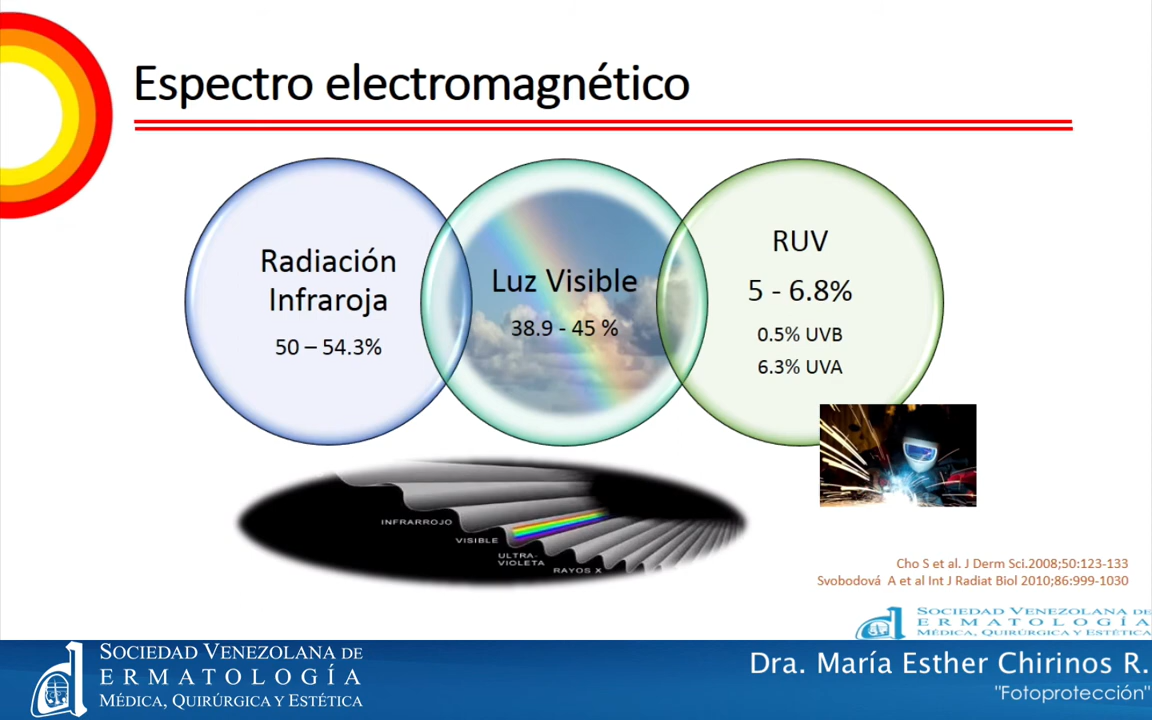 Espectro electromagnético
Radiación
Infraroja
50 – 54.3%
Luz Visible
38.9 - 45 %
RUV
5 - 6.8%
0.5% UVB
6.3% UVA
INFRARROJO
VISIBLE
ULTRA-
VIOLETA
RAYOS X
Cho S et al. J Derm Sci.2008;50:123-133
Svobodová A et al Int J Radiat Biol 2010;86:999-1030
SOCIEDAD VENEZOLANA DE
ERMATOLOGÍA
MÉDICA, QUIRÚRGICA Y ESTÉTICA
SOCIEDAD VENEZOLANA DE
ERMATOLOGÍA
MÉDICA, QUIRÚRGICA Y ESTÉTICA
Dra. María Esther Chirinos R.
"Fotoprotección"